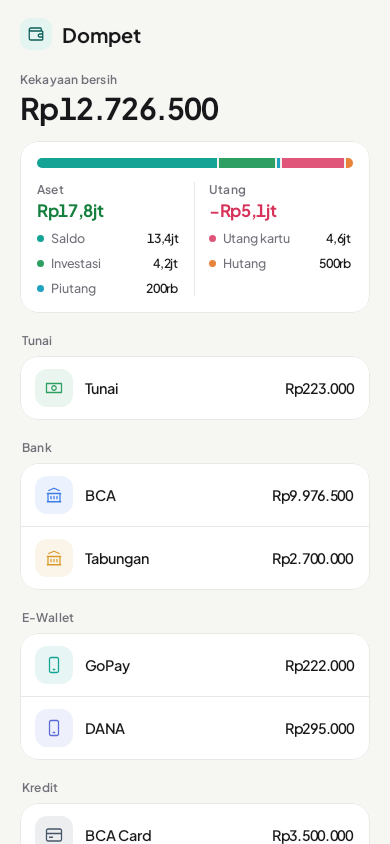 Dompet
Kekayaan bersih
Rp12.726.500
Aset
Rp17,8jt
Saldo 13,4jt
Investasi 4,2jt
Piutang 200rb
Utang
-Rp5,1jt
Utang kartu 4,6jt
Hutang 500rb
Tunai
Tunai Rp223.000
Bank
BCA Rp9.976.500
Tabungan Rp2.700.000
E-Wallet
GoPay Rp222.000
DANA Rp295.000
Kredit
BCA Card Rp3.500.000